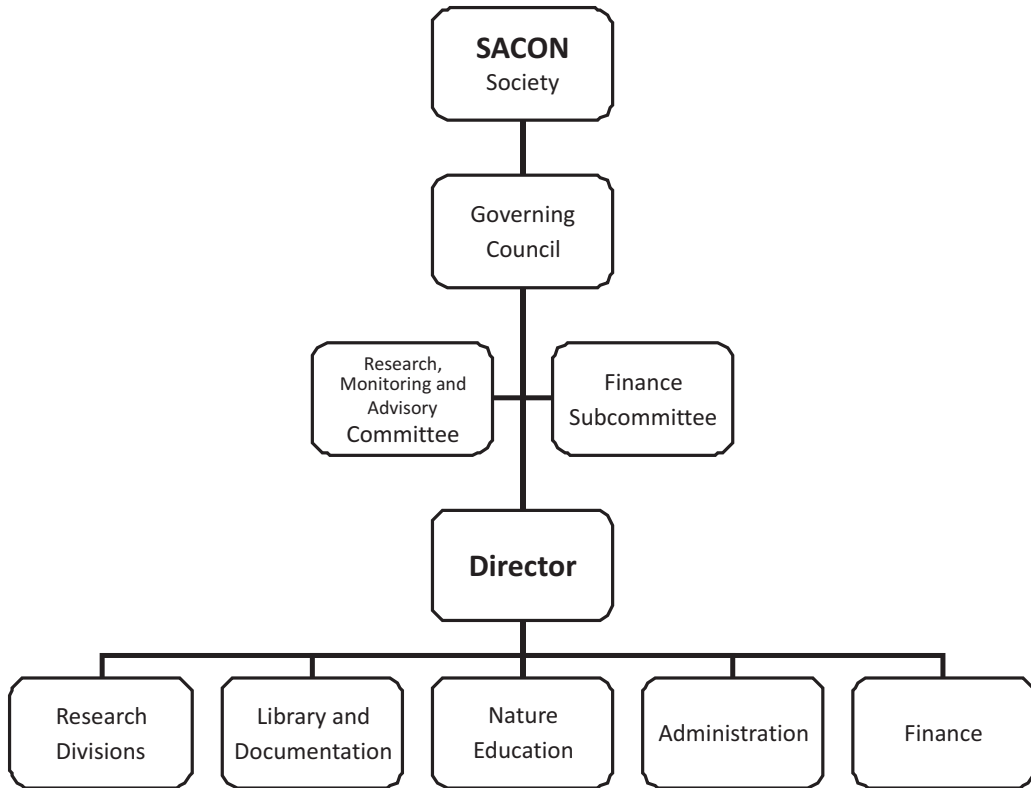 SACON
Society
Governing
Council
Research,
Monitoring and
Advisory
Committee
Finance
Subcommittee
Director
Research
Divisions
Library and
Documentation
Nature
Education
Administration
Finance